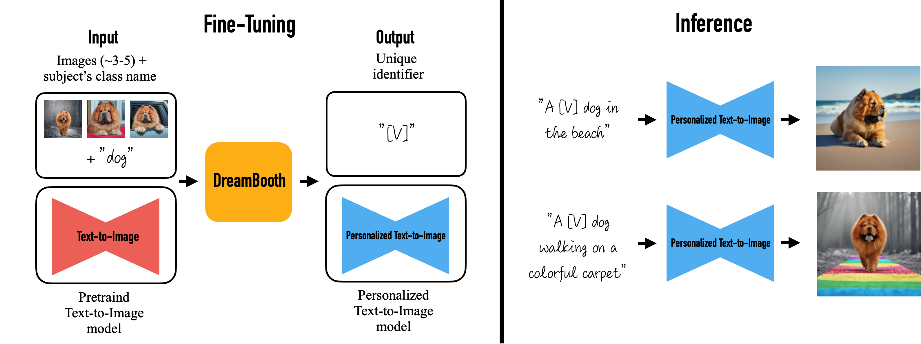 Fine-Tuning
Input
Images (~3-5) +
subject's class name
+ "dog"
Text-to-Image
Pretraind
Text-to-Image
model
DreamBooth
Output
Unique
identifier
"[V]"
Personalized Text-to-Image
Personalized
Text-to-Image
model
Inference
"A [V] dog in
the beach"
Personalized Text-to-Image
"A [V] dog
walking on a
colorful carpet"
Personalized Text-to-Image